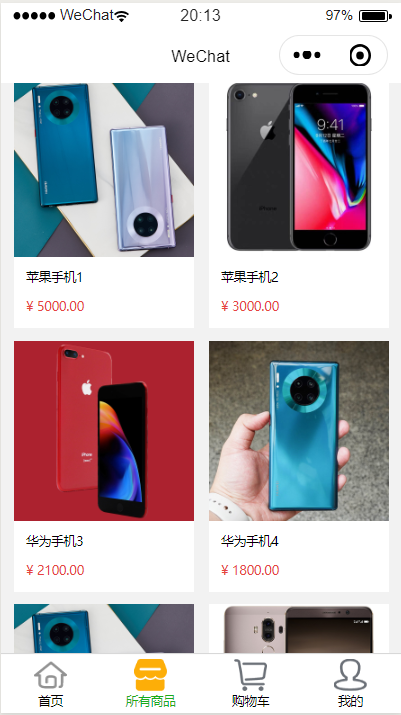 WeChat 20:13 97%
WeChat
苹果手机1
苹果手机2
¥ 5000.00
¥ 3000.00
华为手机3
华为手机4
¥ 2100.00
¥ 1800.00
首页
所有商品
购物车
我的